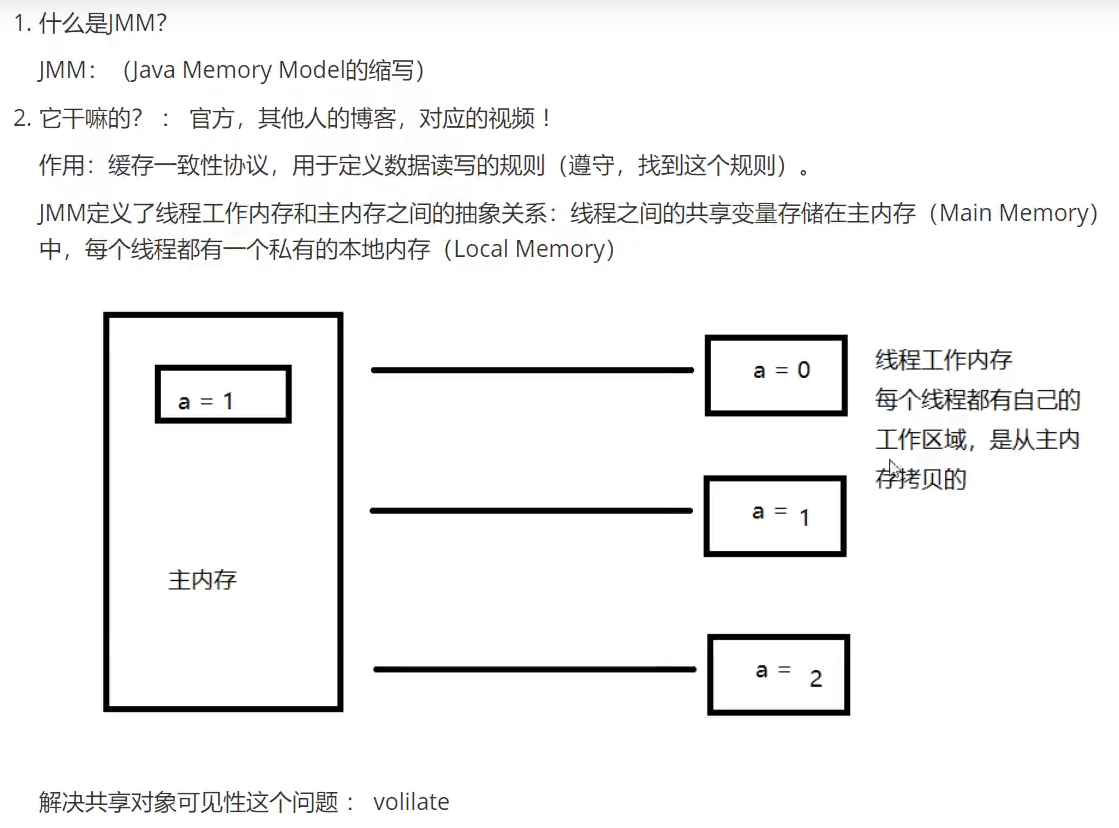 1. 什么是JMM？
JMM：（Java Memory Model的缩写）
2. 它干嘛的？ ： 官方，其他人的博客，对应的视频！
作用：缓存一致性协议，用于定义数据读写的规则（遵守，找到这个规则）。
JMM定义了线程工作内存和主内存之间的抽象关系：线程之间的共享变量存储在主内存（Main Memory）
中，每个线程都有一个私有的本地内存（Local Memory）
a = 1
主内存
a = 0
a = 1
a = 2
线程工作内存
每个线程都有自己的
工作区域，是从主内
存拷贝的
解决共享对象可见性这个问题： volilate